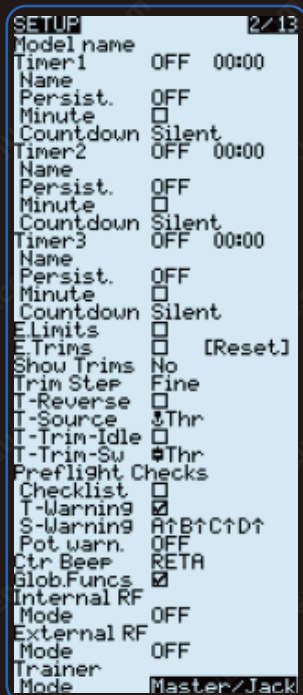 SETUP 2/13
Model name
Timer1 OFF 00:00
Name
Persist. OFF
Minute
Countdown Silent
Timer2 OFF 00:00
Name
Persist. OFF
Minute
Countdown Silent
Timer3 OFF 00:00
Name
Persist. OFF
Minute
Countdown Silent
E.Limits
E.Trims [Reset]
Show Trims No
Trim Step Fine
T-Reverse
T-Source Thr
T-Trim-Idle
T-Trim-Sw Thr
Preflight Checks
Checklist
T-Warning
S-Warning A↑B↑C↑D↑
Pot warn. OFF
Ctr Beep RETA
Glob.Funcs
Internal RF
Mode OFF
External RF
Mode OFF
Trainer
Mode Master/Jack